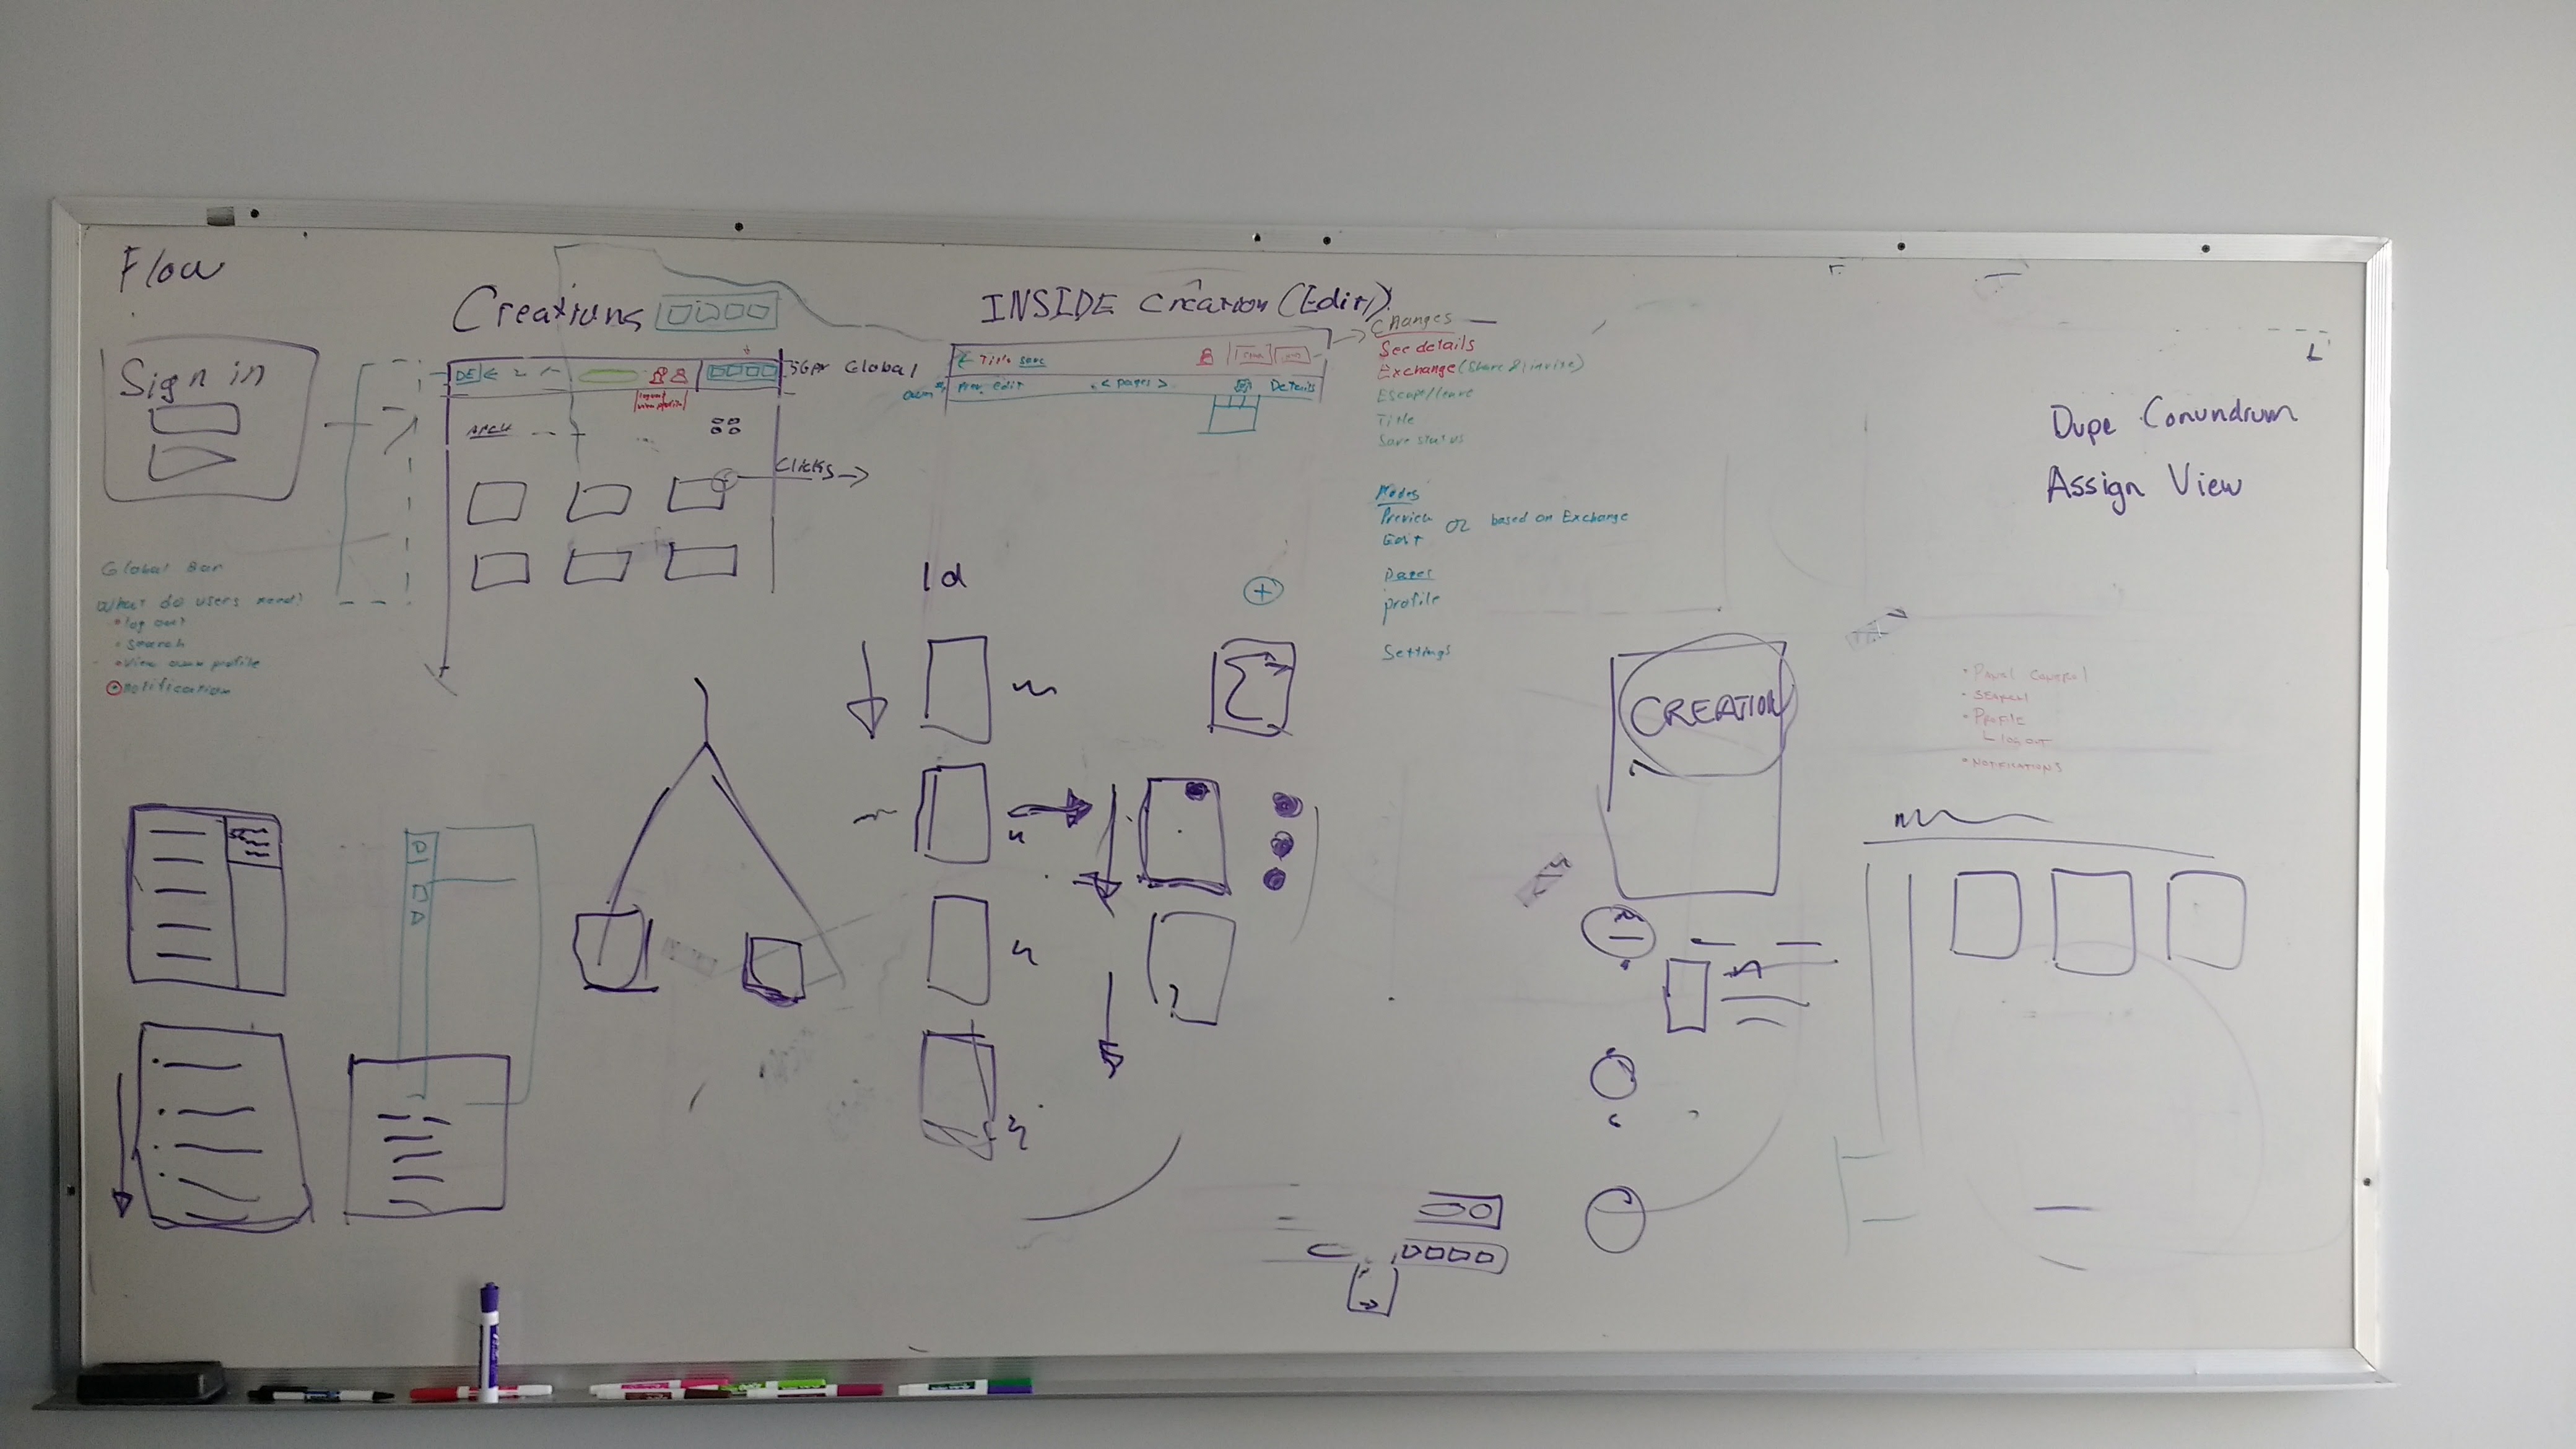 Flow
Creations
INSIDE Creation (Edit)
Sign in
DE
Global
Clicks
Title Save
Prev edit
< pages >
Details
Changes
See details
Exchange (Share & invite)
Escape/leave
Title
Save status
Modes
Preview
Edit
or based on Exchange
Pages
profile
Settings
Global Bar
What do users need?
• log out
• search
• View own profile
notification
1d
CREATION
?
?
Dupe Conundrum
Assign View
• PANEL CONTROL
• SEARCH
• PROFILE
└ log out
• NOTIFICATIONS